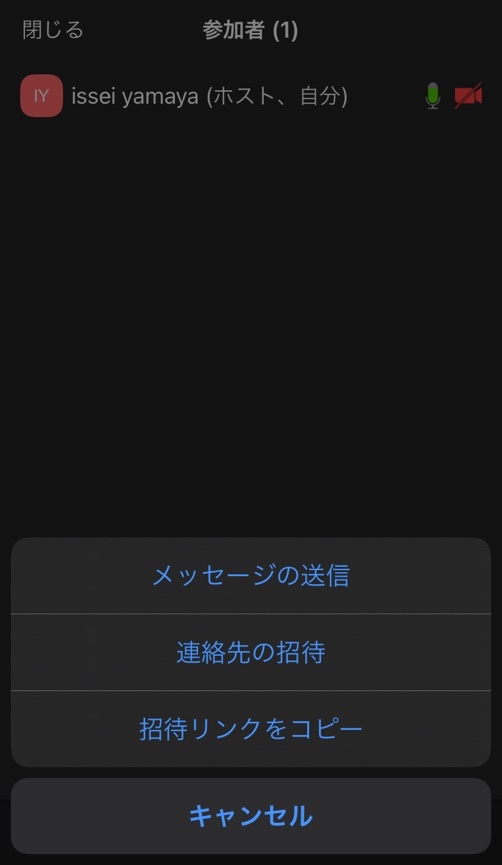 閉じる
参加者 (1)
IY
issei yamaya (ホスト、自分)
メッセージの送信
連絡先の招待
招待リンクをコピー
キャンセル